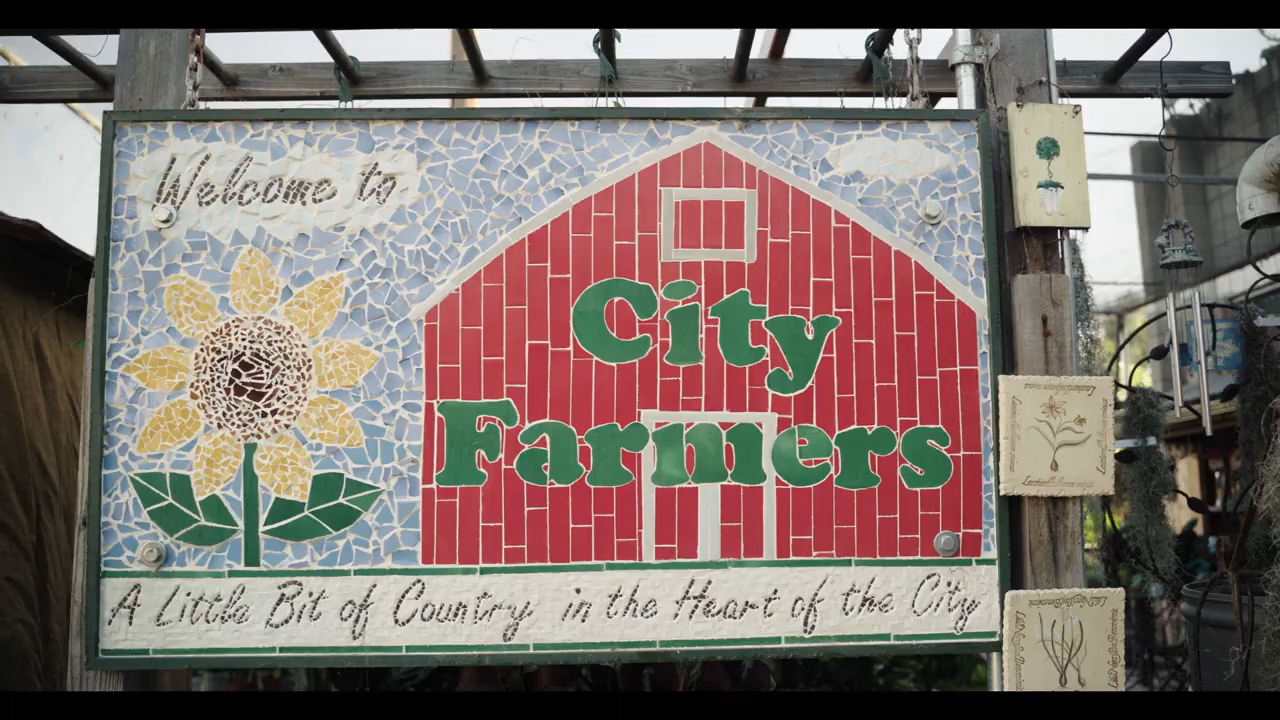 Welcome to
City
Farmers
A Little Bit of Country in the Heart of the City